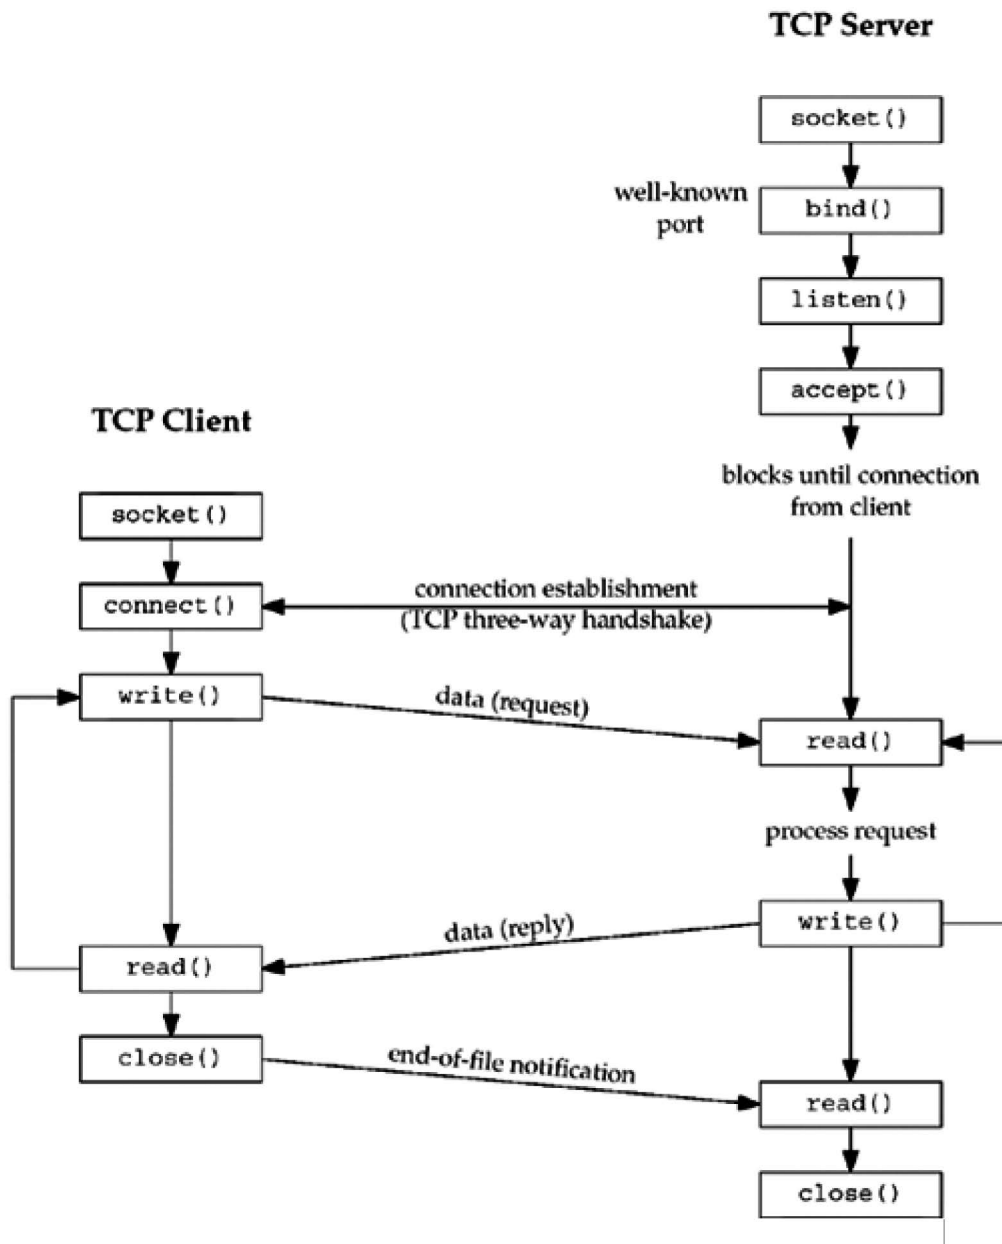 TCP Server
socket()
well-known
port
bind()
listen()
accept()
blocks until connection
from client
TCP Client
socket()
connect()
connection establishment
(TCP three-way handshake)
write()
data (request)
read()
process request
write()
data (reply)
read()
close()
end-of-file notification
read()
close()